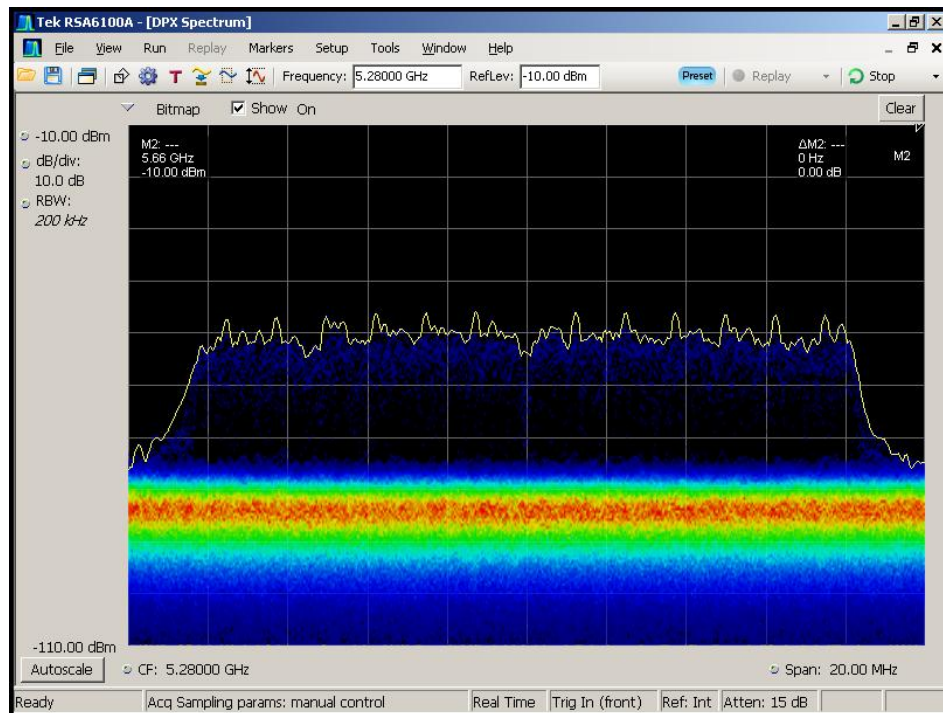 Tek RSA6100A - [DPX Spectrum]
File View Run Replay Markers Setup Tools Window Help
T Frequency: 5.28000 GHz RefLev: -10.00 dBm Preset Replay Stop
Bitmap Show On Clear
-10.00 dBm
dB/div:
10.0 dB
RBW:
200 kHz
M2: ---
5.66 GHz
-10.00 dBm
ΔM2: ---
0 Hz
0.00 dB
M2
-110.00 dBm
Autoscale CF: 5.28000 GHz Span: 20.00 MHz
Ready Acq Sampling params: manual control Real Time Trig In (front) Ref: Int Atten: 15 dB